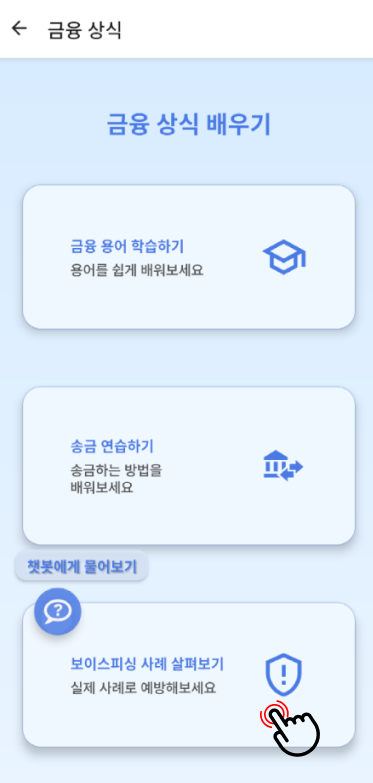 금융 상식
금융 상식 배우기
금융 용어 학습하기
용어를 쉽게 배워보세요
송금 연습하기
송금하는 방법을
배워보세요
챗봇에게 물어보기
보이스피싱 사례 살펴보기
실제 사례로 예방해보세요